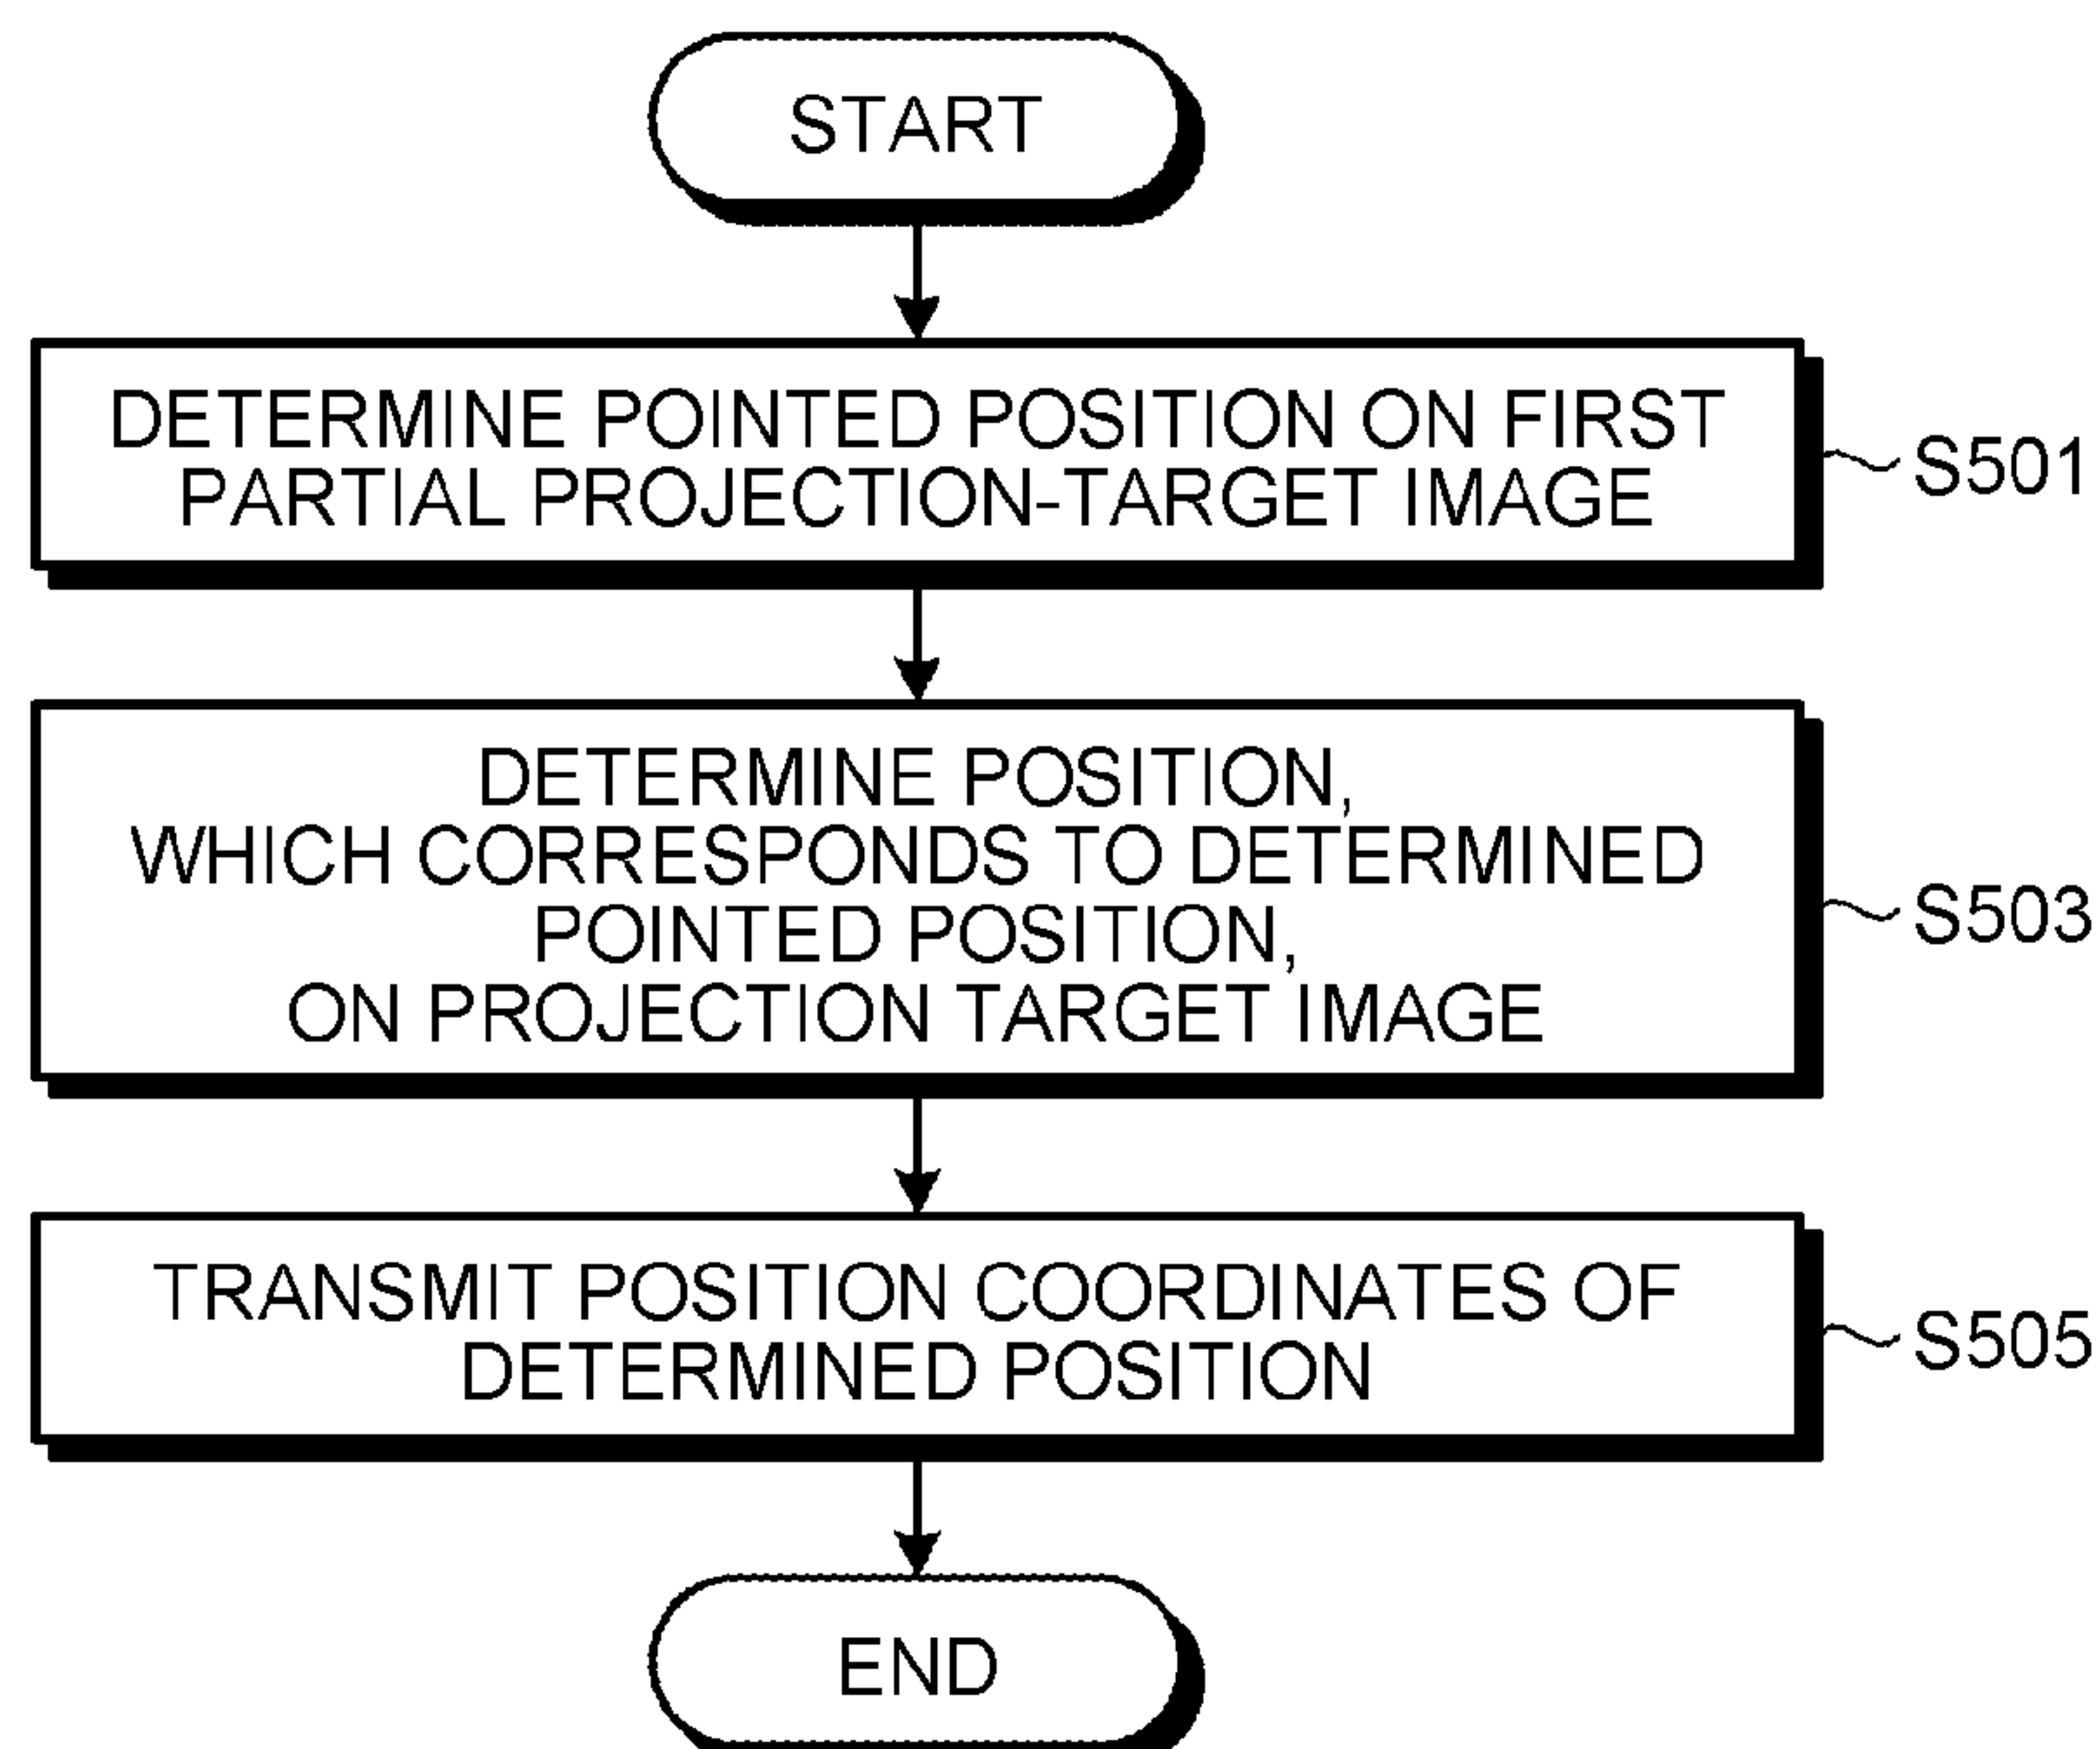 START
DETERMINE POINTED POSITION ON FIRST
PARTIAL PROJECTION-TARGET IMAGE
S501
DETERMINE POSITION,
WHICH CORRESPONDS TO DETERMINED
POINTED POSITION,
ON PROJECTION TARGET IMAGE
S503
TRANSMIT POSITION COORDINATES OF
DETERMINED POSITION
S505
END